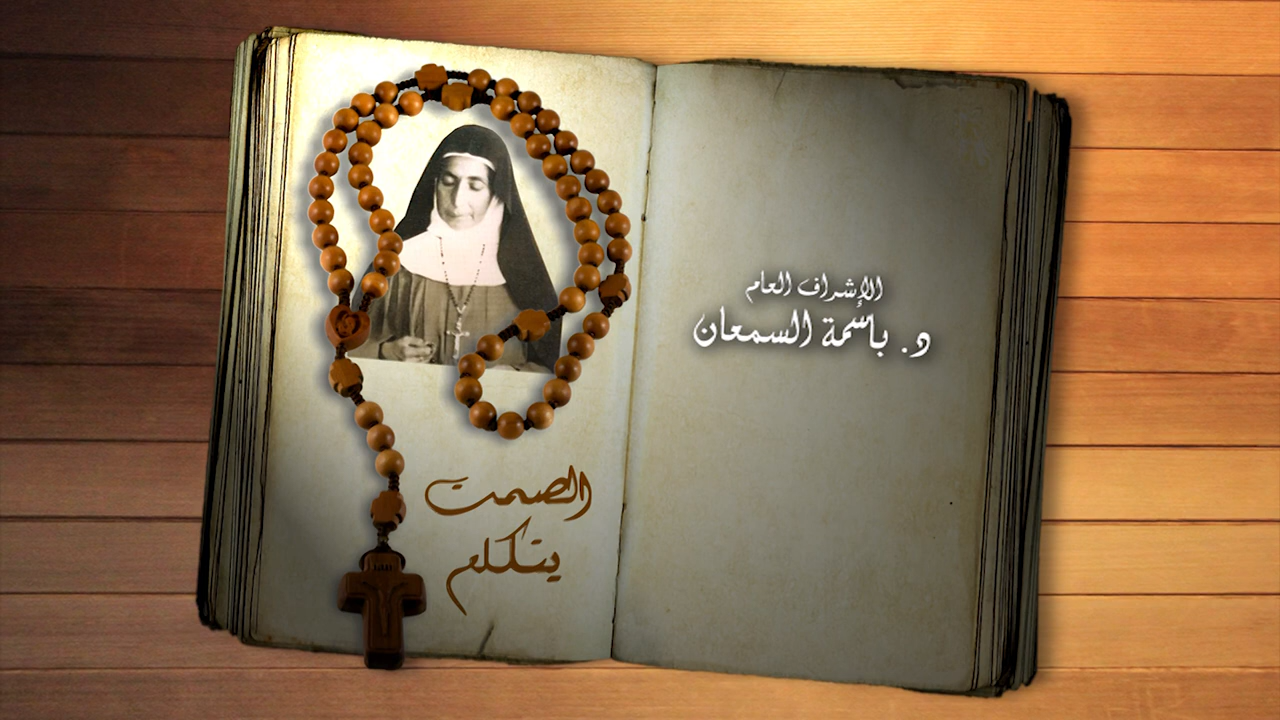 الصمت
يتكلم
الإشراف العام
د. باسمة السمعان